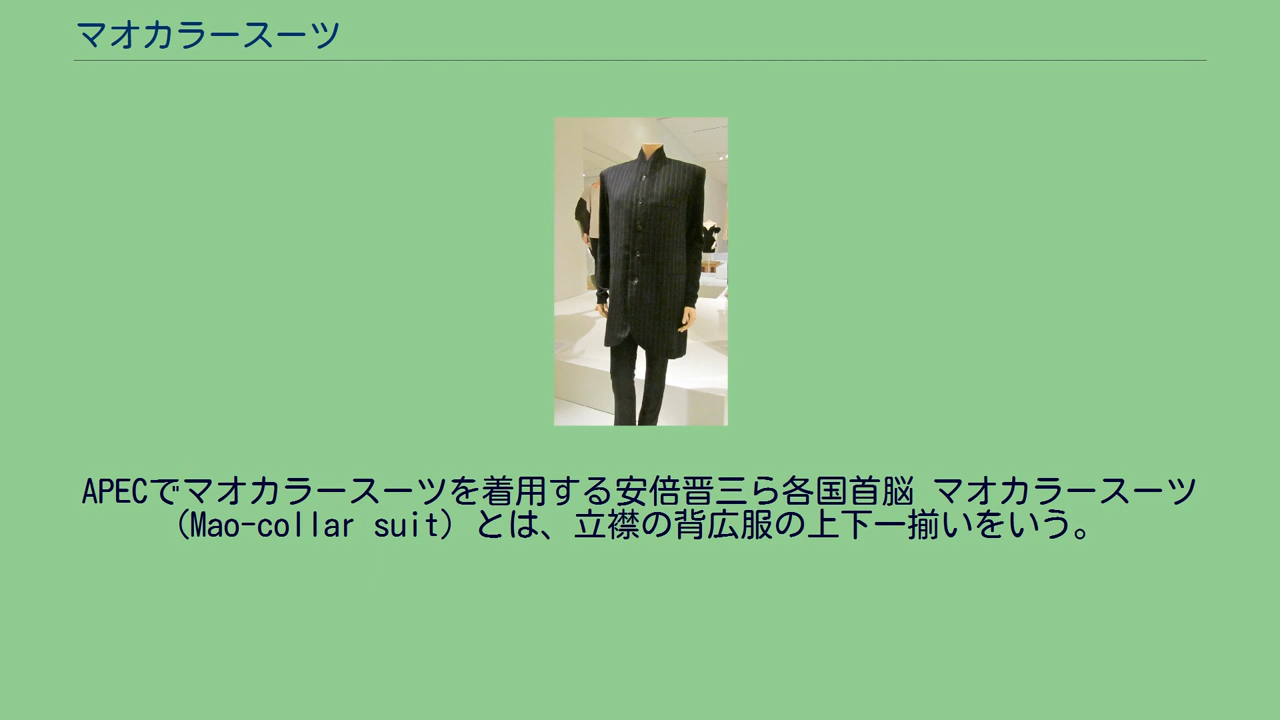 マオカラースーツ
APECでマオカラースーツを着用する安倍晋三ら各国首脳 マオカラースーツ
（Mao-collar suit）とは、立襟の背広服の上下一揃いをいう。